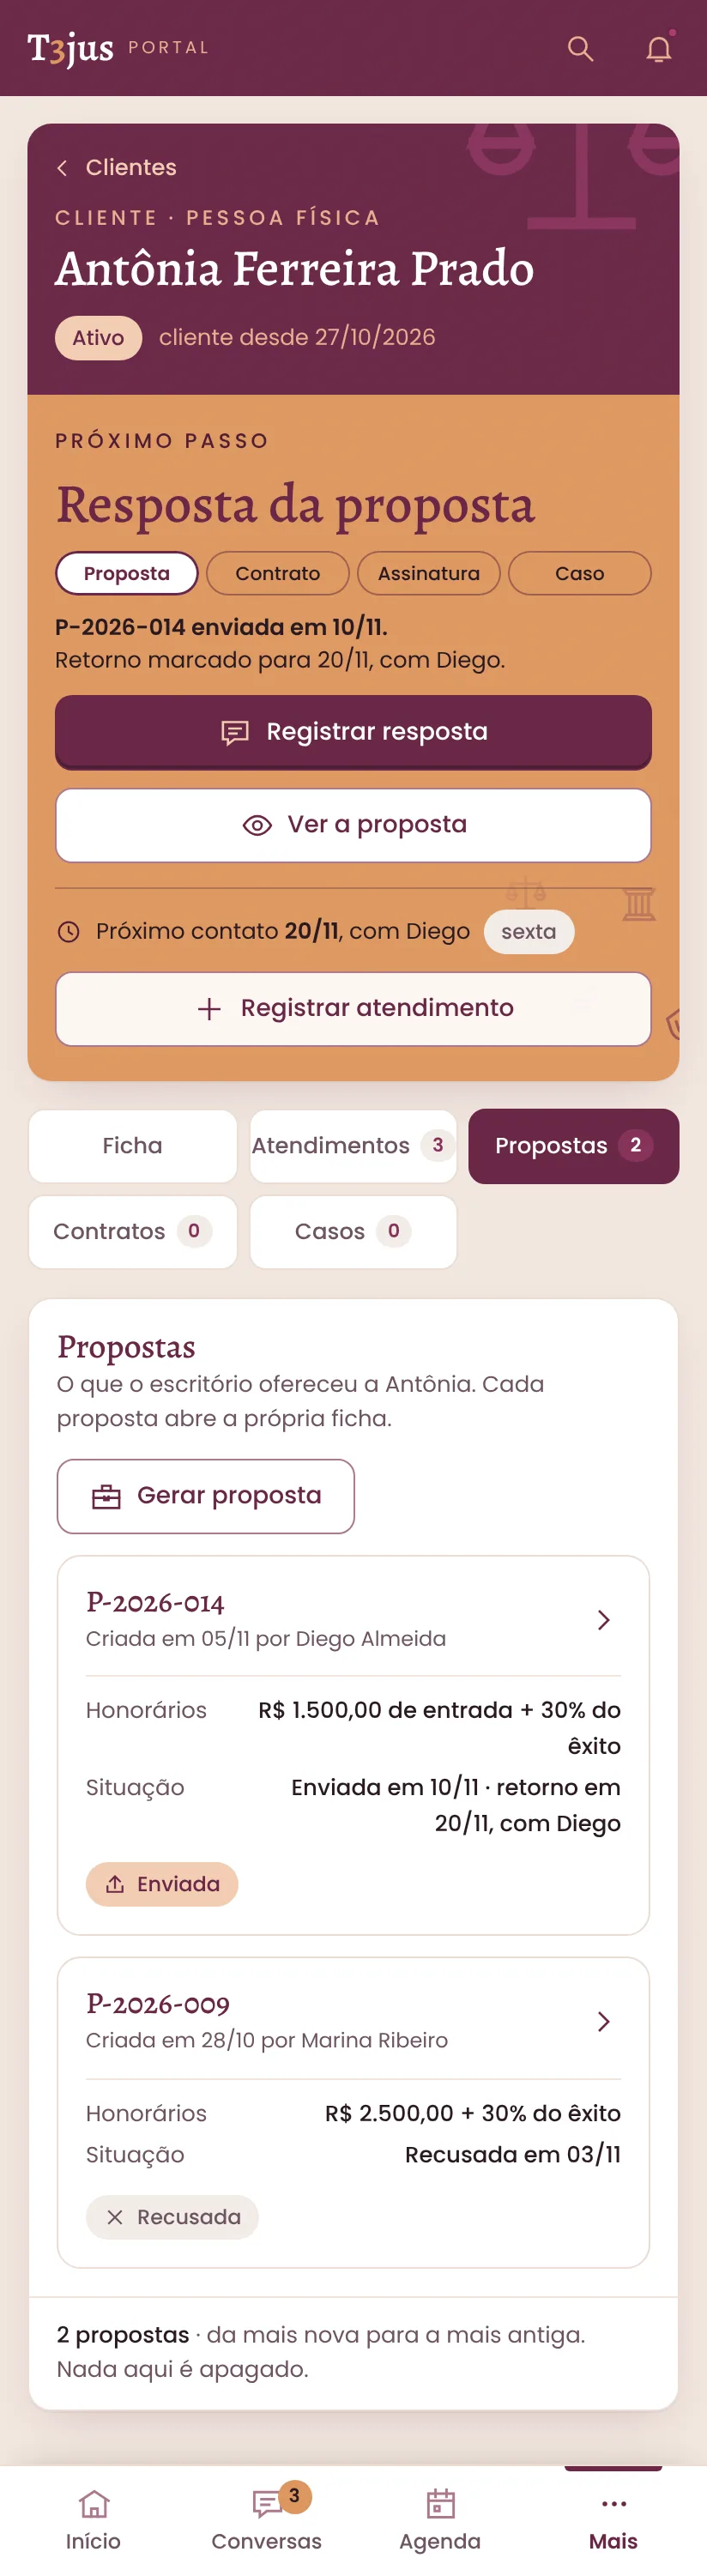 T3jus PORTAL
Clientes
CLIENTE · PESSOA FÍSICA
Antônia Ferreira Prado
Ativo cliente desde 27/10/2026
PRÓXIMO PASSO
Resposta da proposta
Proposta Contrato Assinatura Caso
P-2026-014 enviada em 10/11.
Retorno marcado para 20/11, com Diego.
Registrar resposta
Ver a proposta
Próximo contato 20/11, com Diego sexta
Registrar atendimento
Ficha Atendimentos 3 Propostas 2
Contratos 0 Casos 0
Propostas
O que o escritório ofereceu a Antônia. Cada
proposta abre a própria ficha.
Gerar proposta
P-2026-014
Criada em 05/11 por Diego Almeida
Honorários R$ 1.500,00 de entrada + 30% do
êxito
Situação Enviada em 10/11 · retorno em
20/11, com Diego
Enviada
P-2026-009
Criada em 28/10 por Marina Ribeiro
Honorários R$ 2.500,00 + 30% do êxito
Situação Recusada em 03/11
Recusada
2 propostas · da mais nova para a mais antiga.
Nada aqui é apagado.
3
Início Conversas Agenda Mais